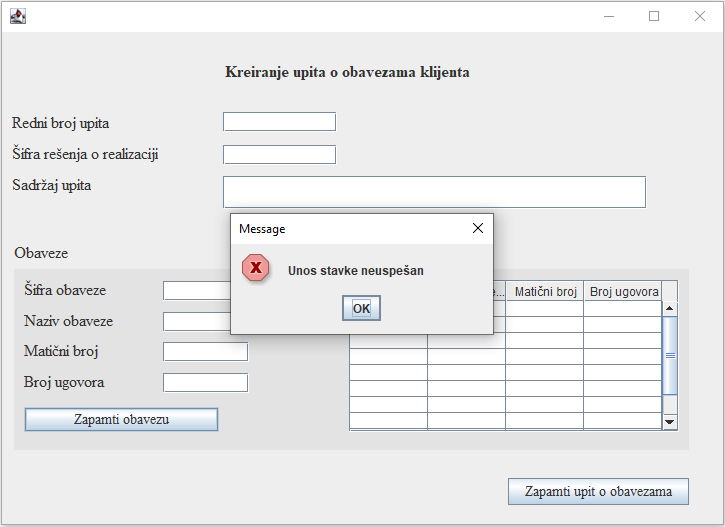 Kreiranje upita o obavezama klijenta
Redni broj upita
Šifra rešenja o realizaciji
Sadržaj upita
Message
Unos stavke neuspešan
OK
Obaveze
Šifra obaveze
Naziv obaveze
Matični broj
Broj ugovora
e... Matični broj Broj ugovora
Zapamti obavezu
Zapamti upit o obavezama